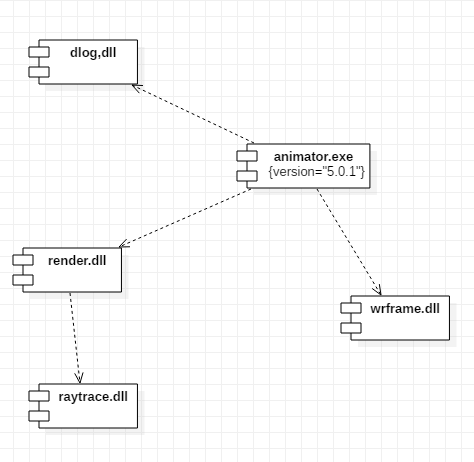 dlog,dll
animator.exe
{version="5.0.1"}
render.dll
wrframe.dll
raytrace.dll